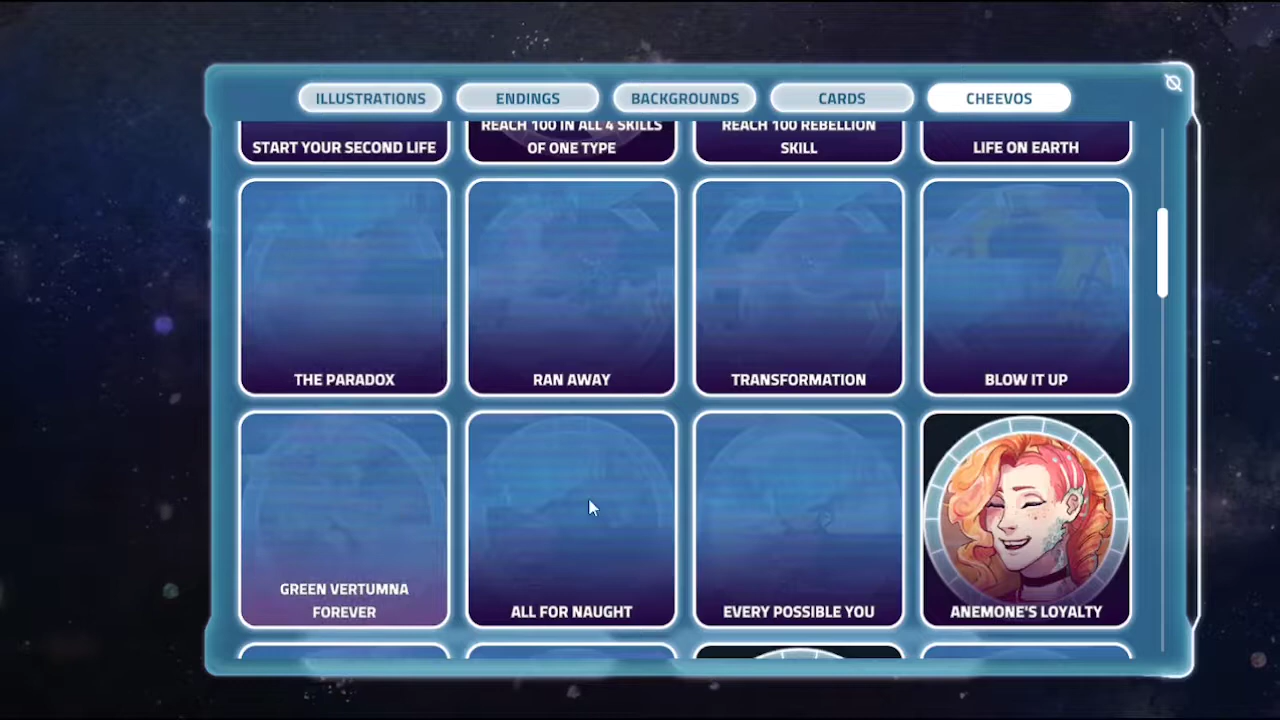 ILLUSTRATIONS
ENDINGS
BACKGROUNDS
CARDS
CHEEVOS
START YOUR SECOND LIFE
REACH 100 IN ALL 4 SKILLS
OF ONE TYPE
REACH 100 REBELLION
SKILL
LIFE ON EARTH
THE PARADOX
RAN AWAY
TRANSFORMATION
BLOW IT UP
GREEN VERTUMNA
FOREVER
ALL FOR NAUGHT
EVERY POSSIBLE YOU
ANEMONE'S LOYALTY